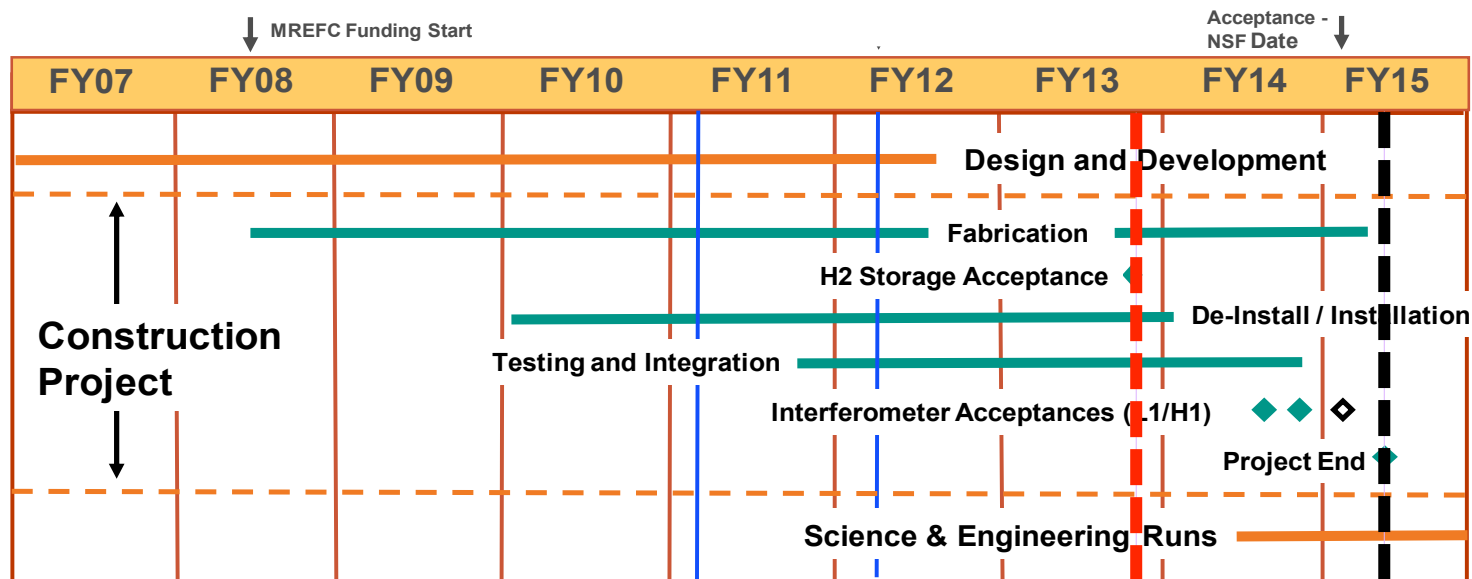 MREFC Funding Start
Acceptance -
NSF Date
FY07 FY08 FY09 FY10 FY11 FY12 FY13 FY14 FY15
Design and Development
Fabrication
H2 Storage Acceptance
De-Install / Installation
Construction
Project
Testing and Integration
Interferometer Acceptances (L1/H1)
Project End
Science & Engineering Runs